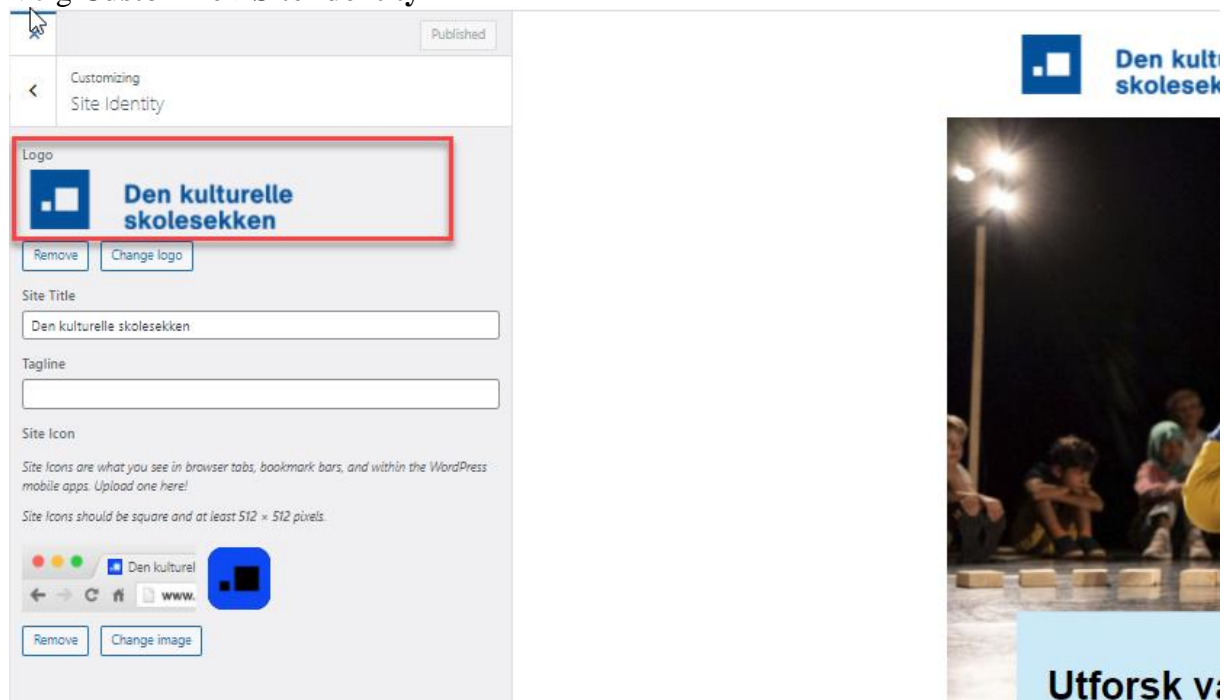 Published
Customizing
Site Identity
Logo
Den kulturelle
skolesekken
Remove
Change logo
Site Title
Den kulturelle skolesekken
Tagline
Site Icon
Site Icons are what you see in browser tabs, bookmark bars, and within the WordPress
mobile apps. Upload one here!
Site Icons should be square and at least 512 × 512 pixels.
Den kulturel
www.
Remove
Change image
Den kultu
Utforsk va